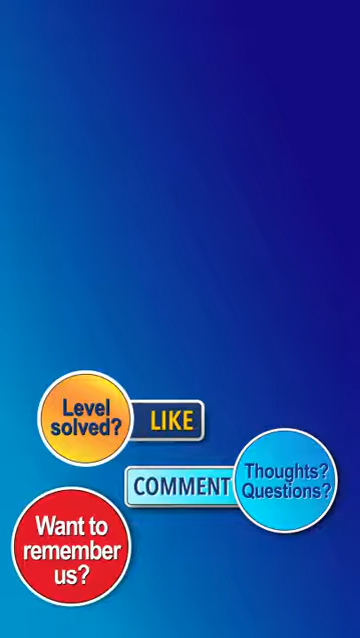 Level
solved?
LIKE
Thoughts?
Questions?
COMMENT
Want to
remember
us?